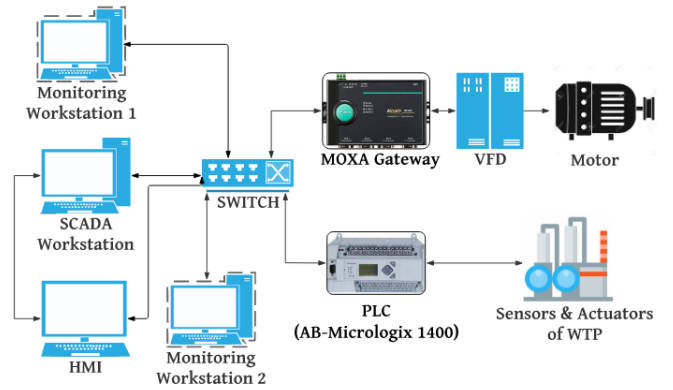 Monitoring
Workstation 1
SCADA
Workstation
HMI
SWITCH
Monitoring
Workstation 2
MOXA Gateway
VFD
Motor
PLC
(AB-Micrologix 1400)
Sensors & Actuators
of WTP